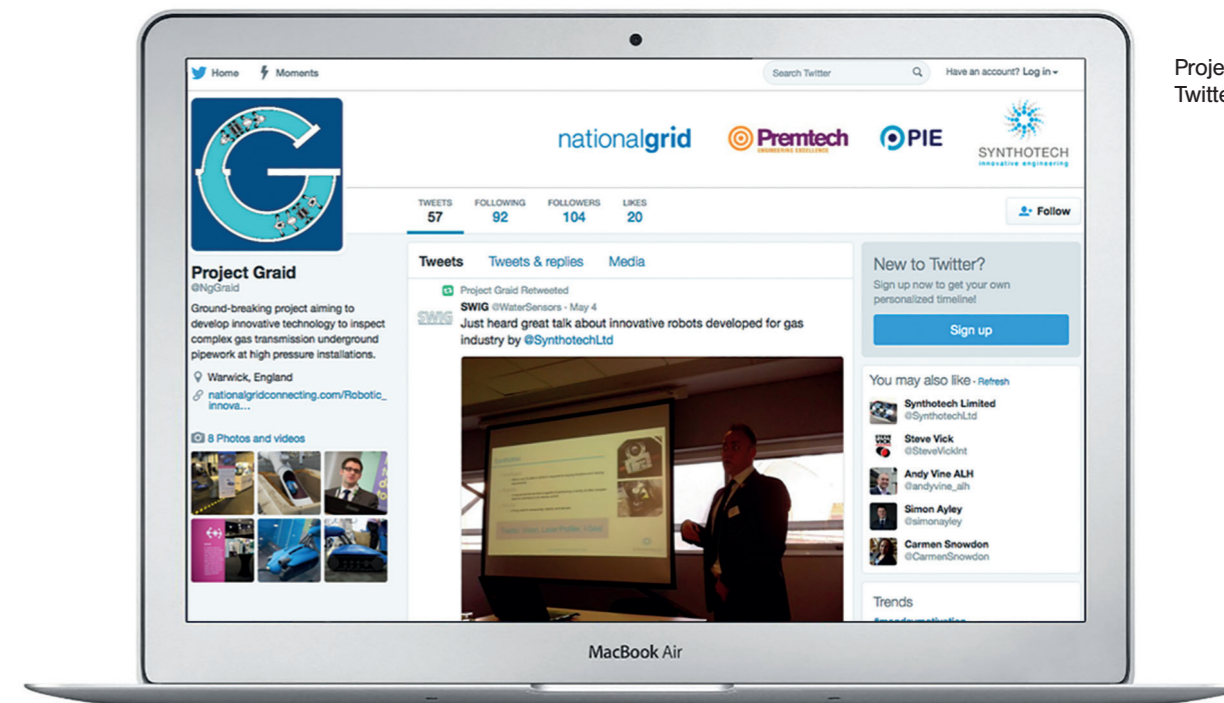 Home Moments Search Twitter Have an account? Log in
nationalgrid Premtech PIE
ENGINEERING EXCELLENCE
SYNTHOTECH
innovative engineering
TWEETS FOLLOWING FOLLOWERS LIKES
57 92 104 20
Follow
Project Graid
@NgGraid
Ground-breaking project aiming to
develop innovative technology to inspect
complex gas transmission underground
pipework at high pressure installations.
Warwick, England
nationalgridconnecting.com/Robotic_
innova...
8 Photos and videos
Tweets Tweets & replies Media
Project Graid Retweeted
SWIG @WaterSensors - May 4
SWIG
Just heard great talk about innovative robots developed for gas
industry by @SynthotechLtd
New to Twitter?
Sign up now to get your own
personalized timeline!
Sign up
You may also like - Refresh
Synthotech Limited
@SynthotechLtd
Steve Vick
@SteveVickInt
Andy Vine ALH
@andyvine_alh
Simon Ayley
@simonayley
Carmen Snowdon
@CarmenSnowdon
Trends
MacBook Air
Proje
Twitte